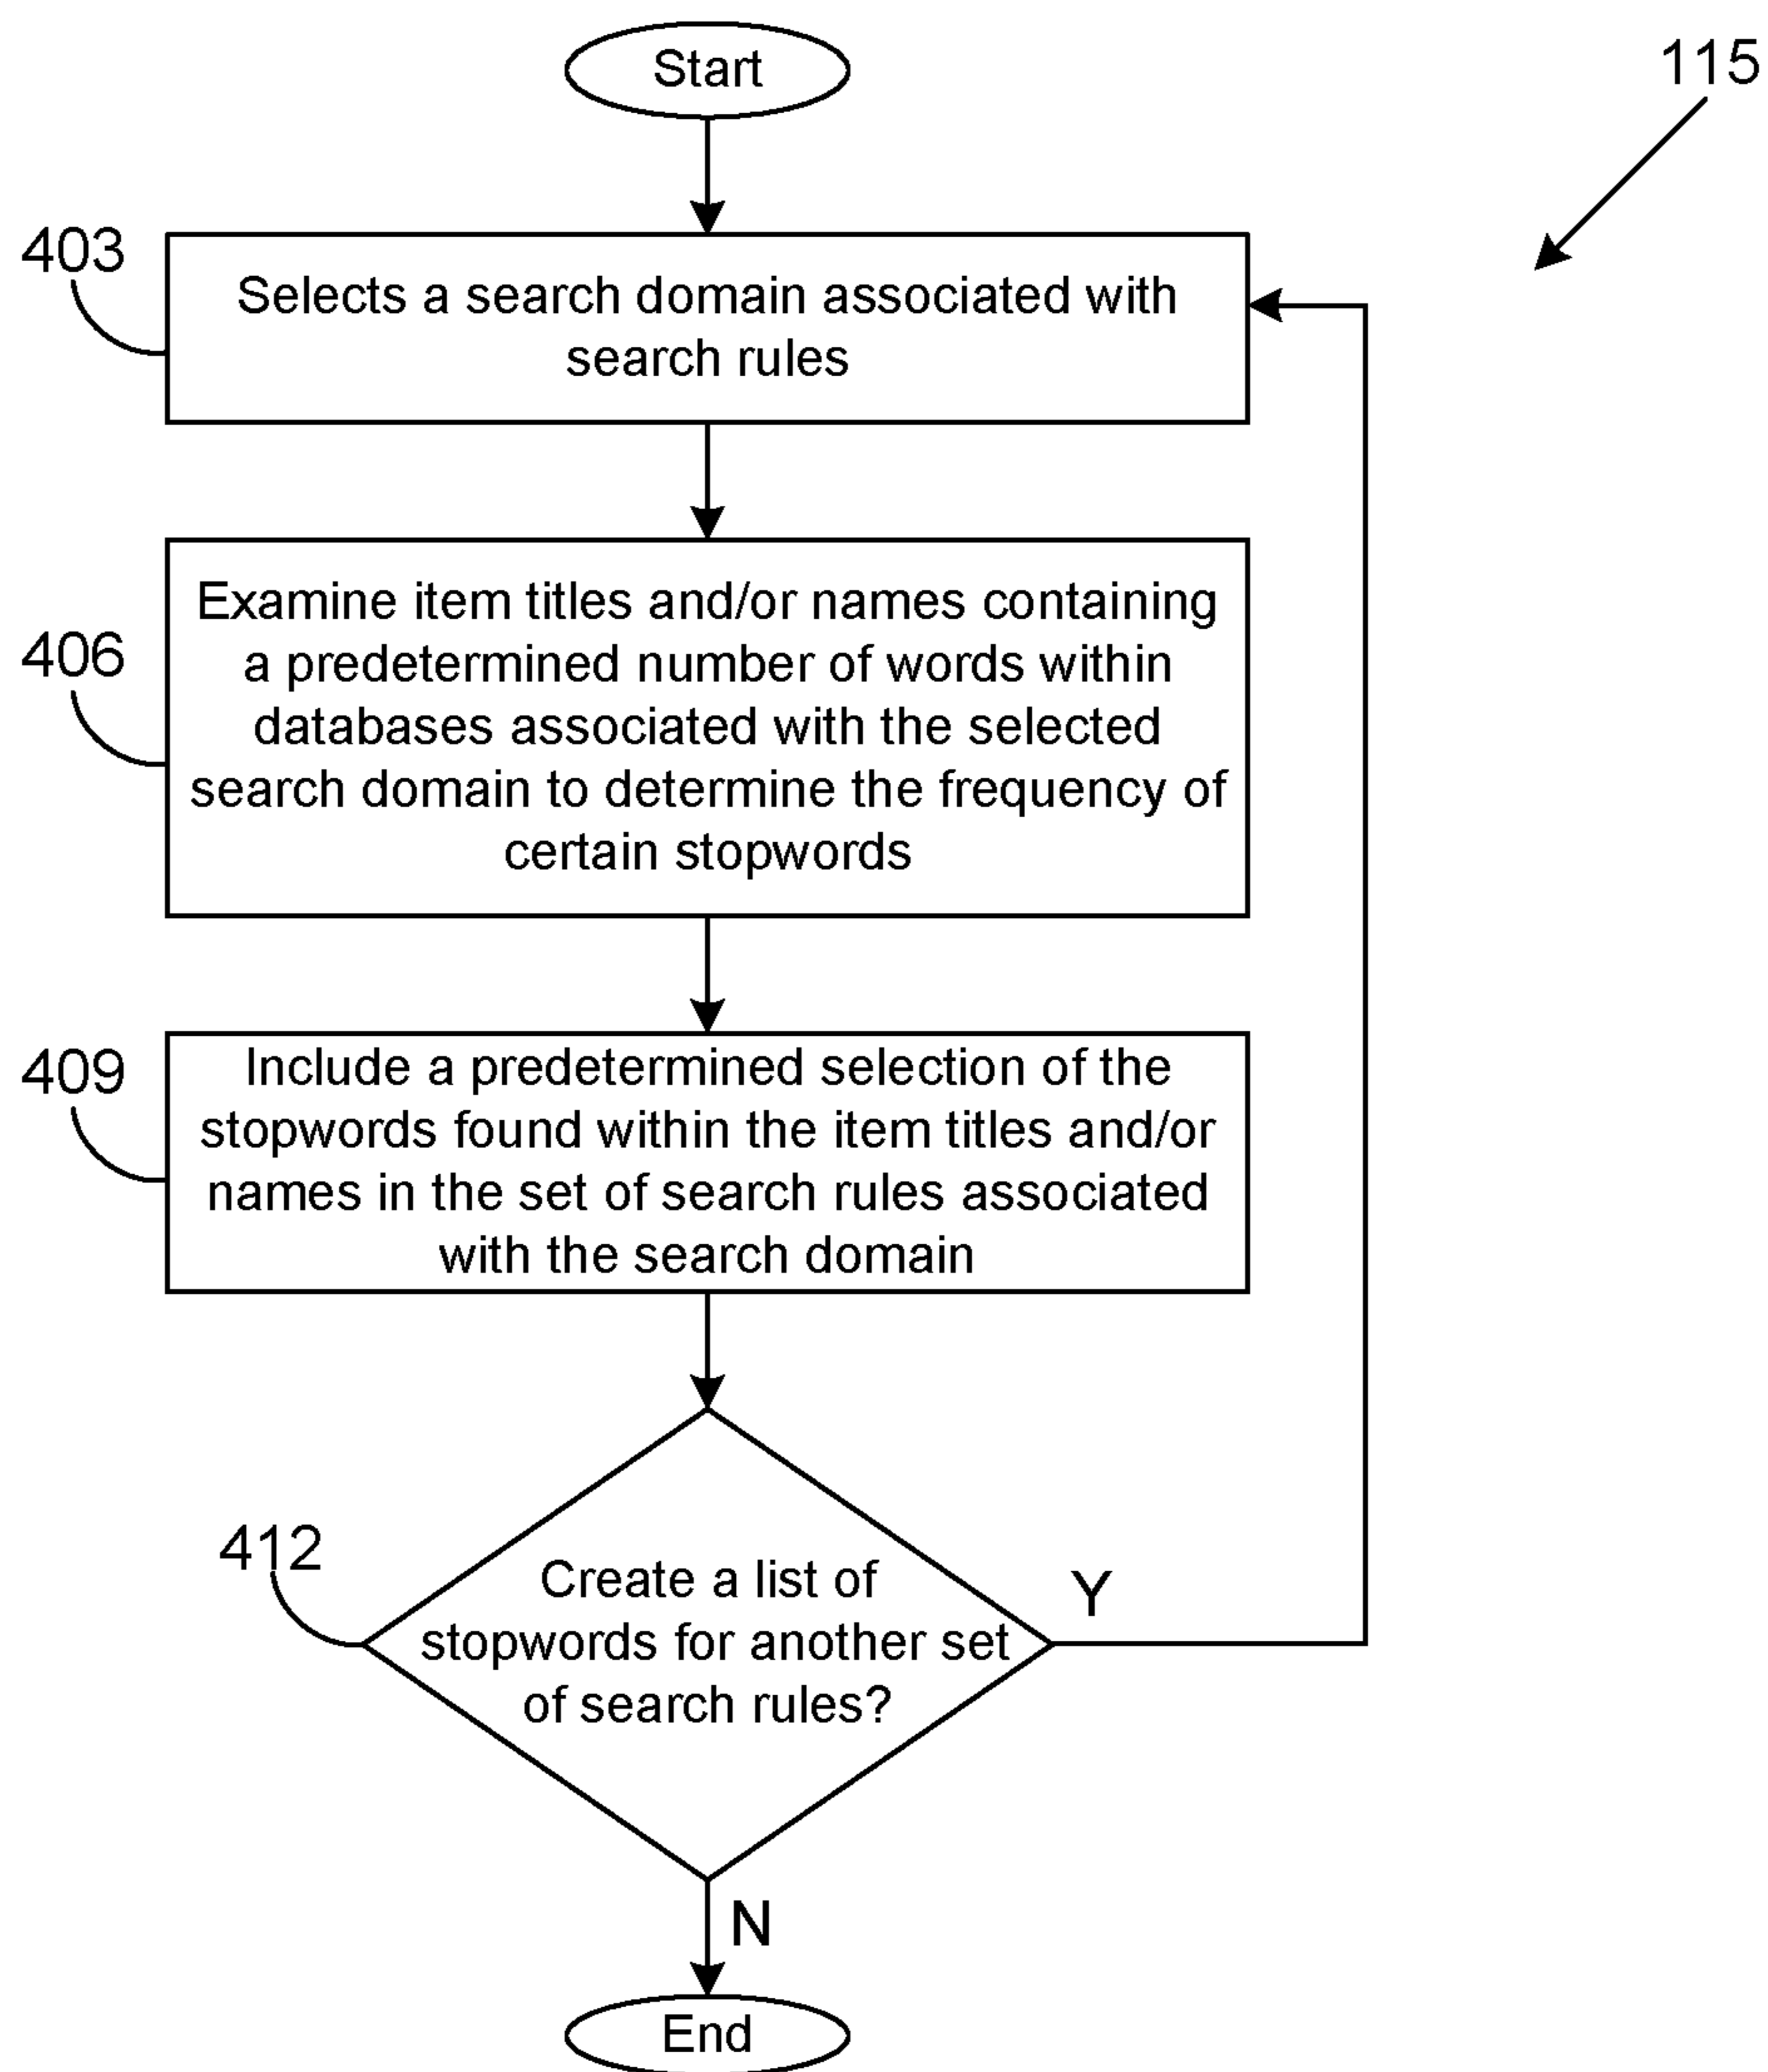 Start
115
403
Selects a search domain associated with
search rules
406
Examine item titles and/or names containing
a predetermined number of words within
databases associated with the selected
search domain to determine the frequency of
certain stopwords
409
Include a predetermined selection of the
stopwords found within the item titles and/or
names in the set of search rules associated
with the search domain
412
Create a list of
stopwords for another set
of search rules?
Y
N
End